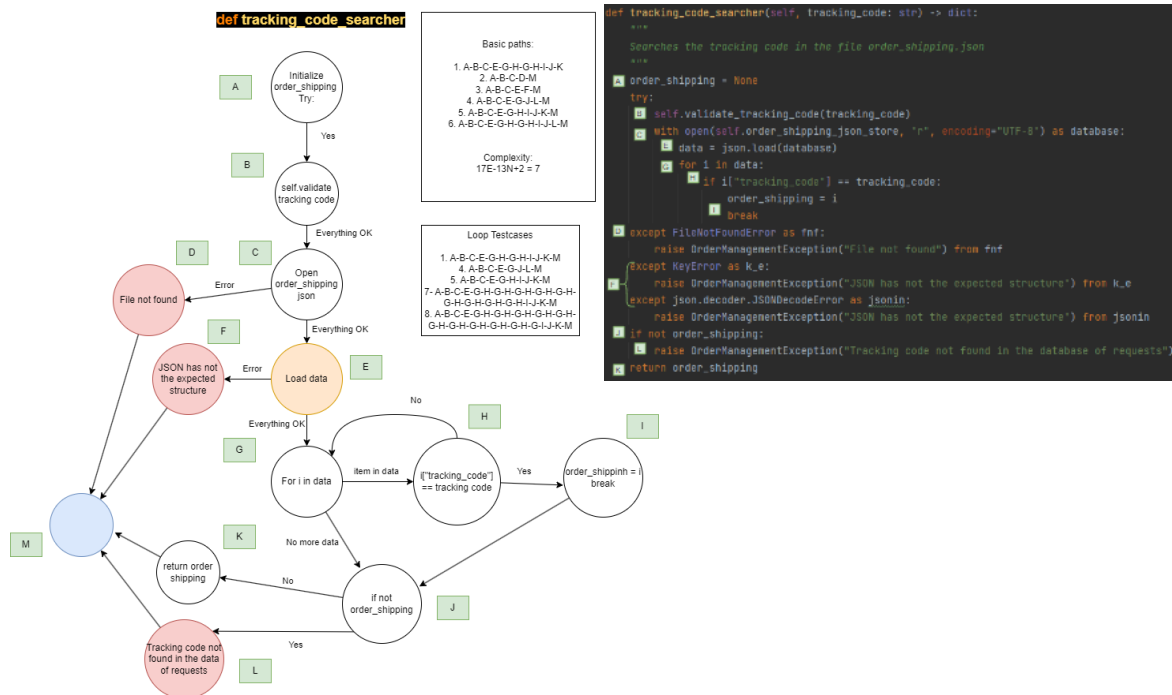 def tracking_code_searcher
Initialize
order_shipping
Try:
A
Yes
B
self.validate
tracking code
Everything OK
D
C
Open
order_shipping
json
File not found
Error
F
Everything OK
JSON has not
the expected
structure
Error
Load data
E
Everything OK
No
H
I
G
For i in data
item in data
i["tracking_code"]
== tracking code
Yes
order_shippinh = i
break
M
K
No more data
return order
shipping
No
if not
order_shipping
J
Yes
Tracking code not
found in the data
of requests
L
Basic paths:
1. A-B-C-E-G-H-G-H-I-J-K
2. A-B-C-D-M
3. A-B-C-E-F-M
4. A-B-C-E-G-J-L-M
5. A-B-C-E-G-H-I-J-K-M
6. A-B-C-E-G-H-G-H-I-J-L-M
Complexity:
17E-13N+2 = 7
Loop Testcases
1. A-B-C-E-G-H-G-H-I-J-K-M
4. A-B-C-E-G-J-L-M
5. A-B-C-E-G-H-I-J-K-M
7- A-B-C-E-G-H-G-H-G-H-G-H-G-H-
G-H-G-H-G-H-G-H-I-J-K-M
8. A-B-C-E-G-H-G-H-G-H-G-H-G-H-
G-H-G-H-G-H-G-H-G-H-G-I-J-K-M
def tracking_code_searcher(self, tracking_code: str) -> dict:
"""
Searches the tracking code in the file order_shipping.json
"""
A order_shipping = None
try:
B self.validate_tracking_code(tracking_code)
C with open(self.order_shipping_json_store, "r", encoding="UTF-8") as database:
E data = json.load(database)
G for i in data:
H if i["tracking_code"] == tracking_code:
order_shipping = i
I break
D except FileNotFoundError as fnf:
raise OrderManagementException("File not found") from fnf
except KeyError as k_e:
F raise OrderManagementException("JSON has not the expected structure") from k_e
except json.decoder.JSONDecodeError as jsonin:
raise OrderManagementException("JSON has not the expected structure") from jsonin
J if not order_shipping:
L raise OrderManagementException("Tracking code not found in the database of requests")
K return order_shipping